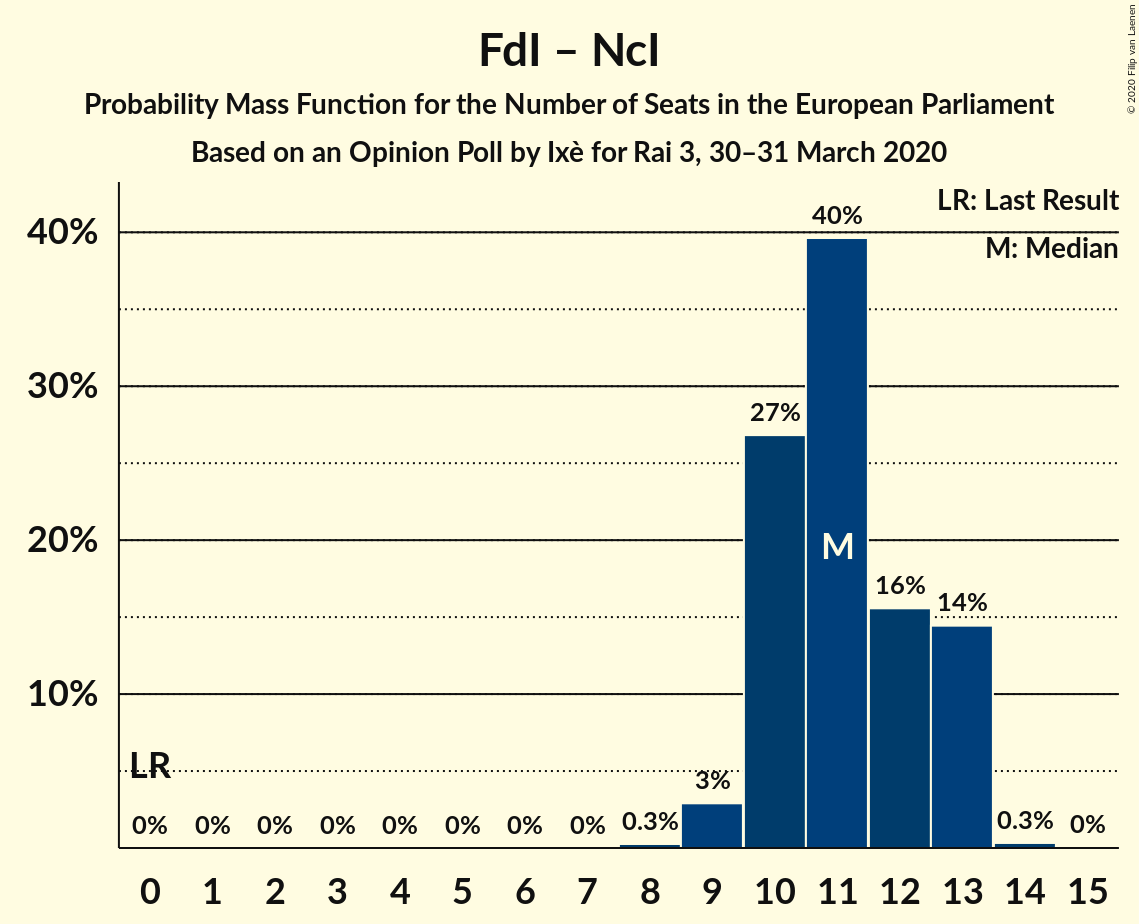 FdI – NcI
Probability Mass Function for the Number of Seats in the European Parliament
Based on an Opinion Poll by Ixè for Rai 3, 30–31 March 2020
© 2020 Filip van Laenen
LR: Last Result
M: Median
40%
30%
20%
10%
LR
0% 0% 0% 0% 0% 0% 0% 0% 0.3% 3% 27% 40% 16% 14% 0.3% 0%
M
0 1 2 3 4 5 6 7 8 9 10 11 12 13 14 15